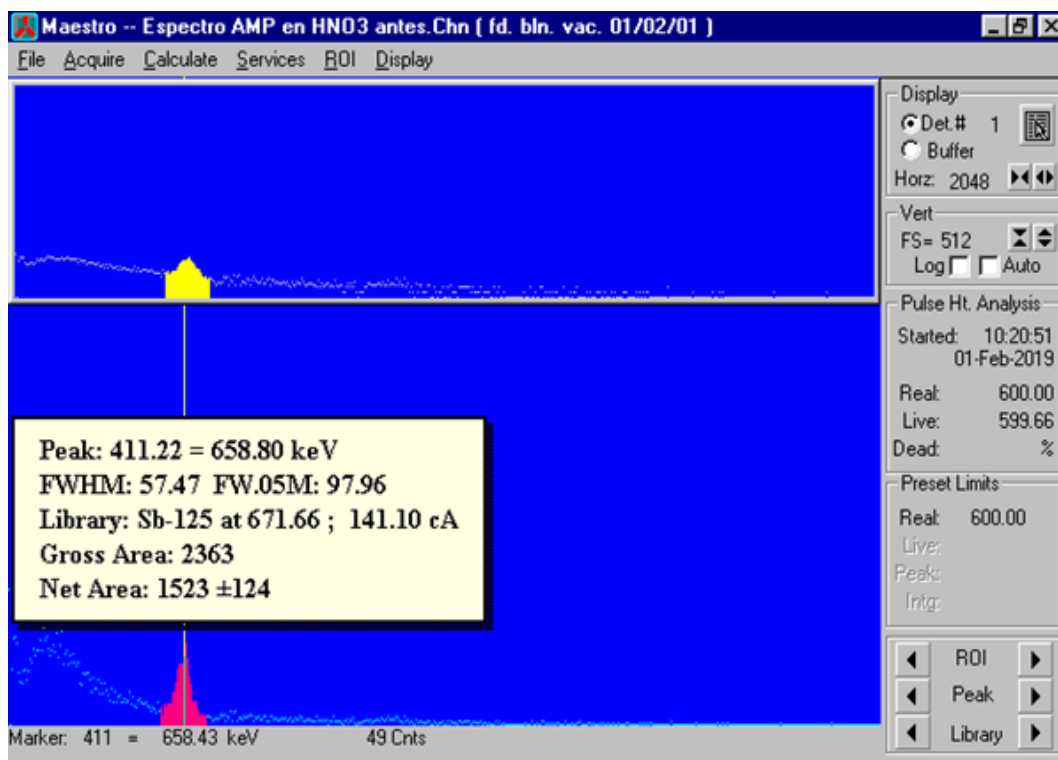 Maestro -- Espectro AMP en HNO3 antes.Chn ( fd. bln. vac. 01/02/01 )
File Acquire Calculate Services ROI Display
Display
Det.# 1
Buffer
Horz: 2048
Vert
FS= 512
Log Auto
Pulse Ht. Analysis
Started: 10:20:51
01-Feb-2019
Real: 600.00
Live: 599.66
Dead: %
Preset Limits
Real: 600.00
Live:
Peak:
Intg:
ROI
Peak
Library
Peak: 411.22 = 658.80 keV
FWHM: 57.47 FW.05M: 97.96
Library: Sb-125 at 671.66 ; 141.10 cA
Gross Area: 2363
Net Area: 1523 ±124
Marker: 411 = 658.43 keV 49 Cnts